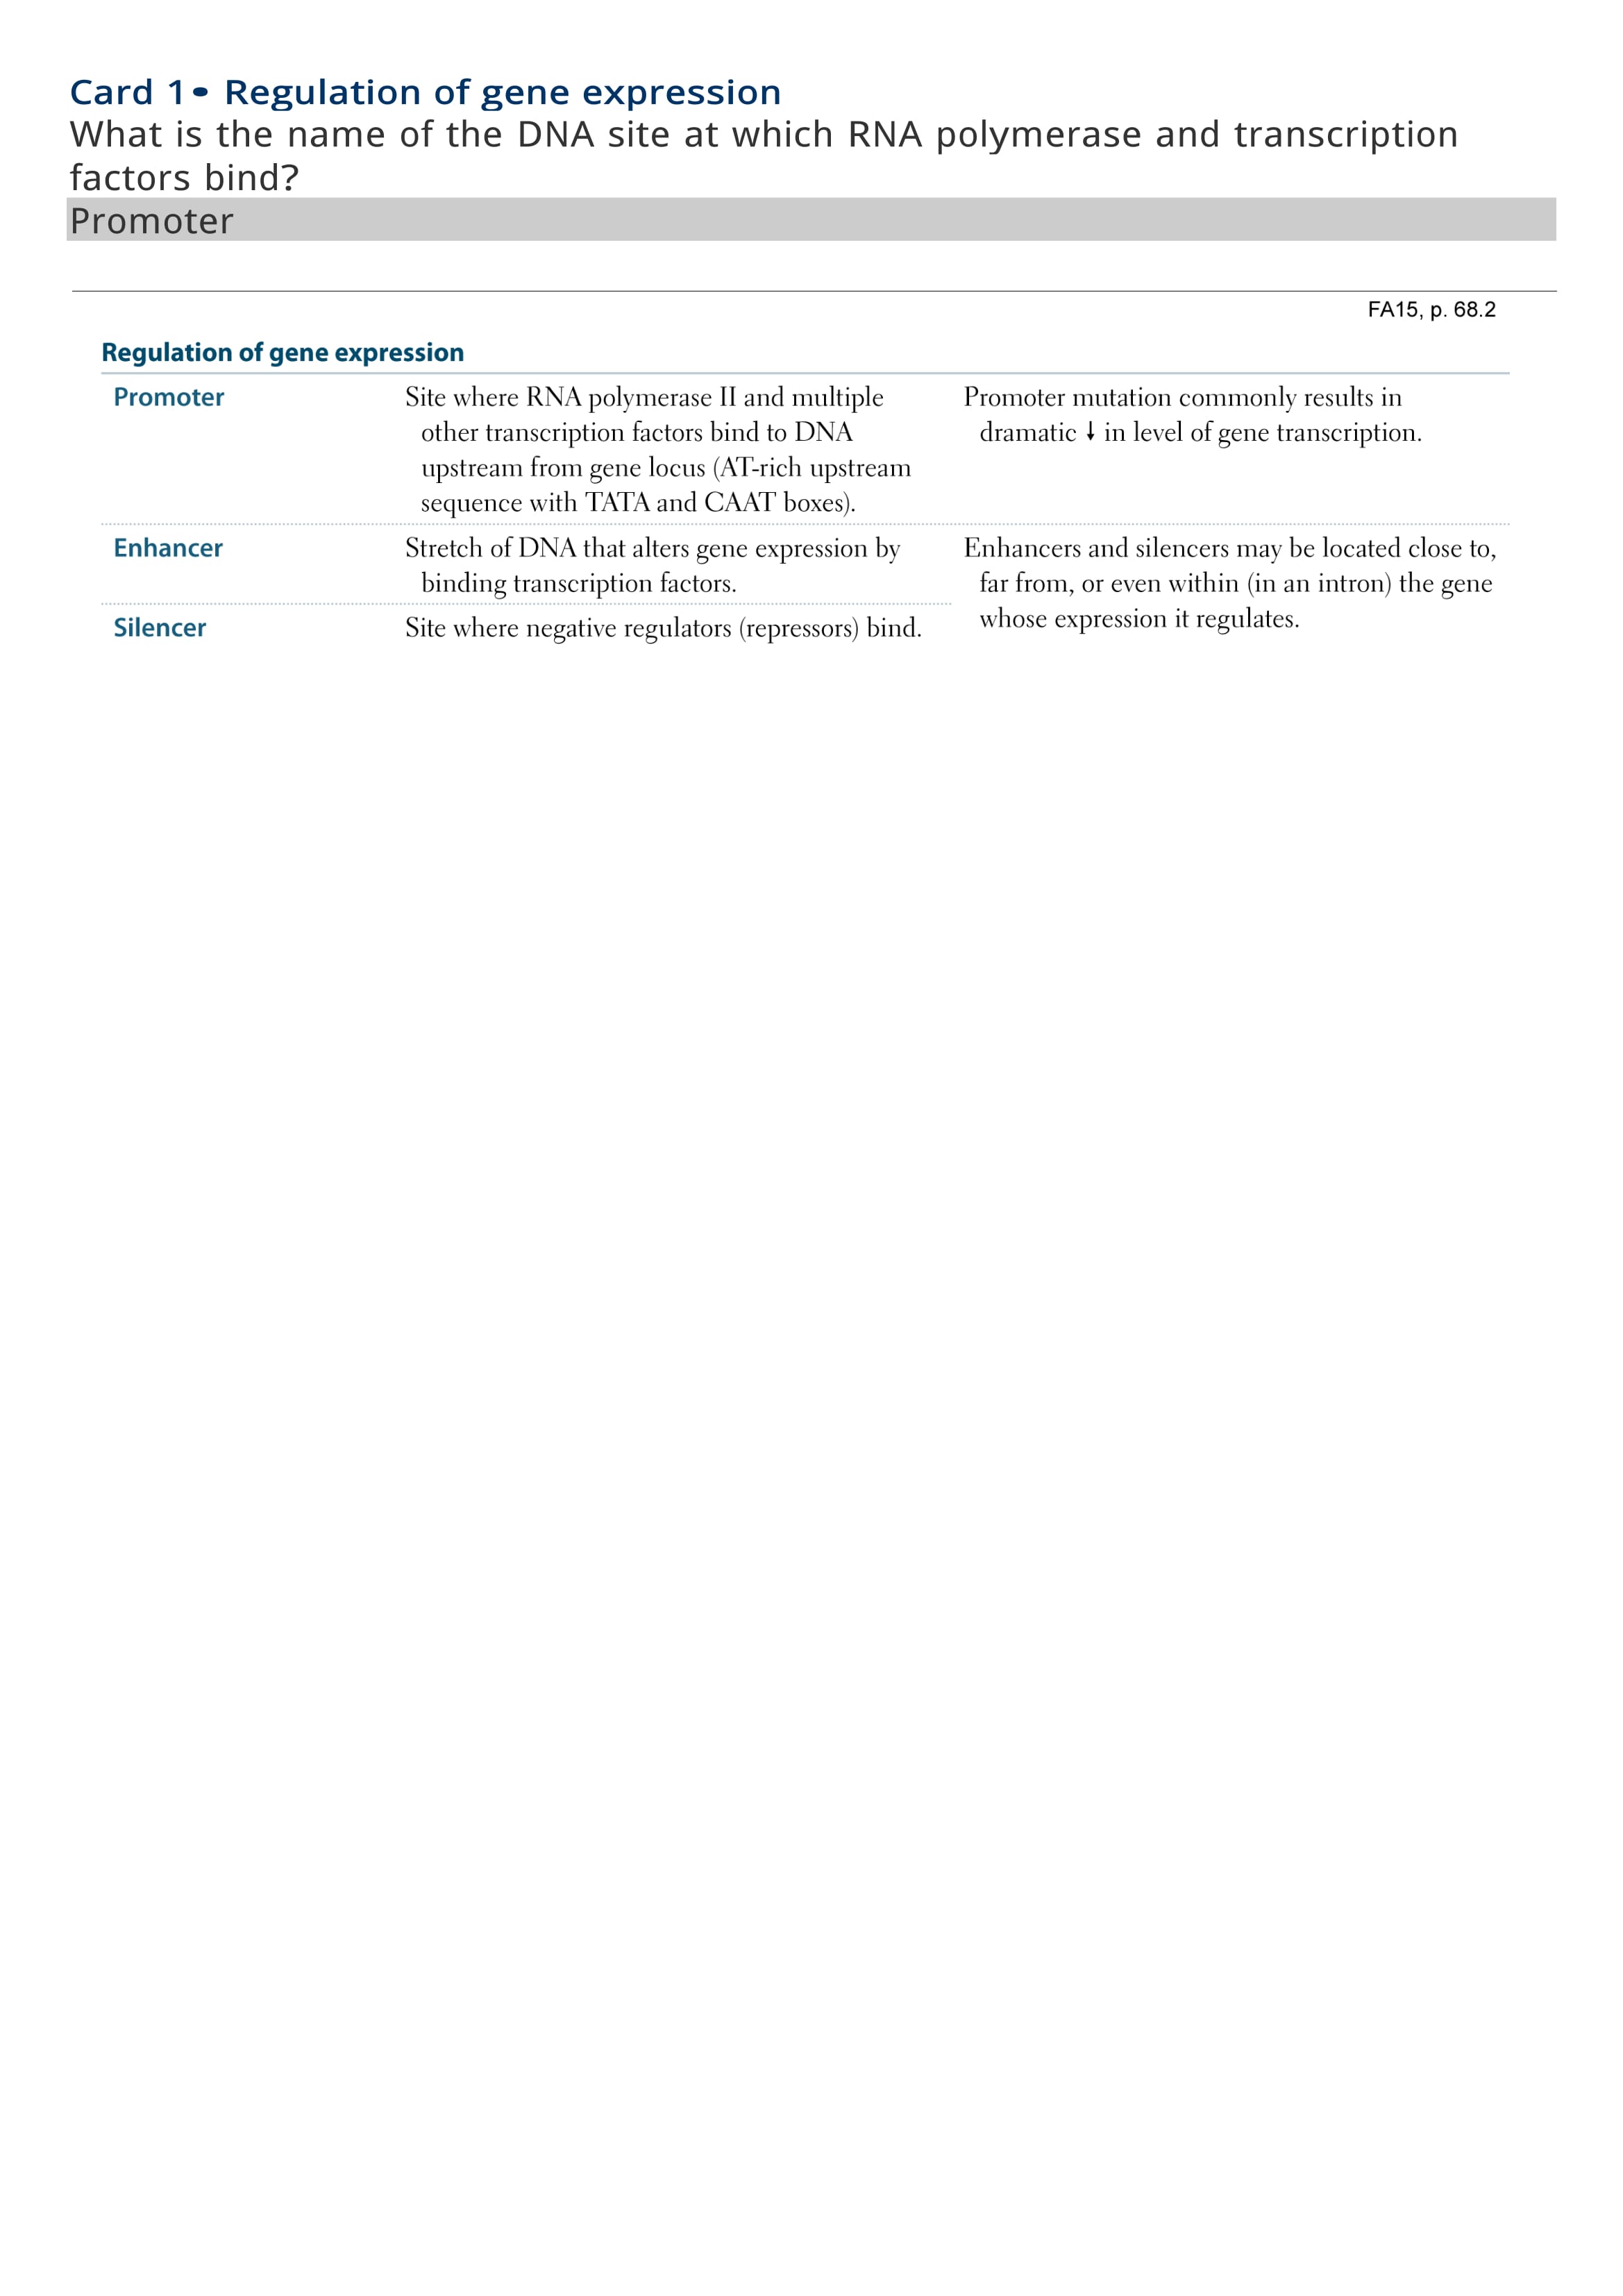 Card 1• Regulation of gene expression
What is the name of the DNA site at which RNA polymerase and transcription
factors bind?
Promoter
FA15, p. 68.2
Regulation of gene expression
Promoter
Site where RNA polymerase II and multiple
other transcription factors bind to DNA
upstream from gene locus (AT-rich upstream
sequence with TATA and CAAT boxes).
Promoter mutation commonly results in
dramatic ↓ in level of gene transcription.
Enhancer
Stretch of DNA that alters gene expression by
binding transcription factors.
Enhancers and silencers may be located close to,
far from, or even within (in an intron) the gene
whose expression it regulates.
Silencer
Site where negative regulators (repressors) bind.